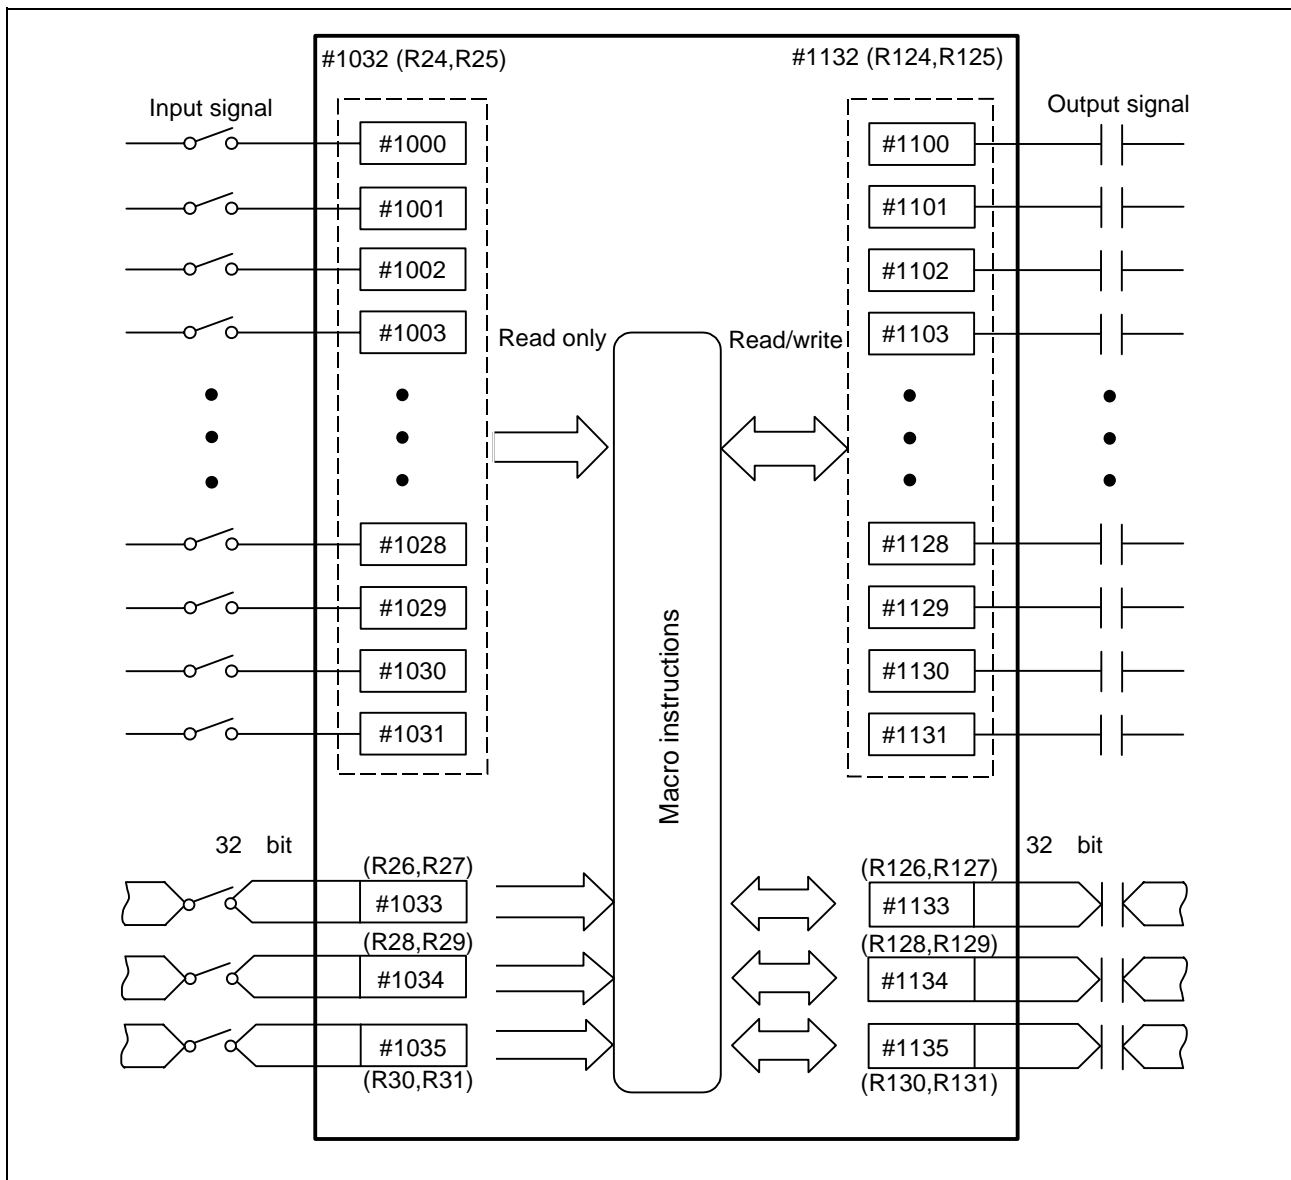 #1032 (R24,R25)
#1132 (R124,R125)
Input signal
Output signal
#1000
#1100
#1001
#1101
#1002
#1102
#1003
Read only
Read/write
#1103
#1028
#1128
#1029
#1129
#1030
#1130
#1031
#1131
Macro instructions
32 bit
32 bit
(R26,R27)
(R126,R127)
#1033
#1133
(R28,R29)
(R128,R129)
#1034
#1134
#1035
#1135
(R30,R31)
(R130,R131)